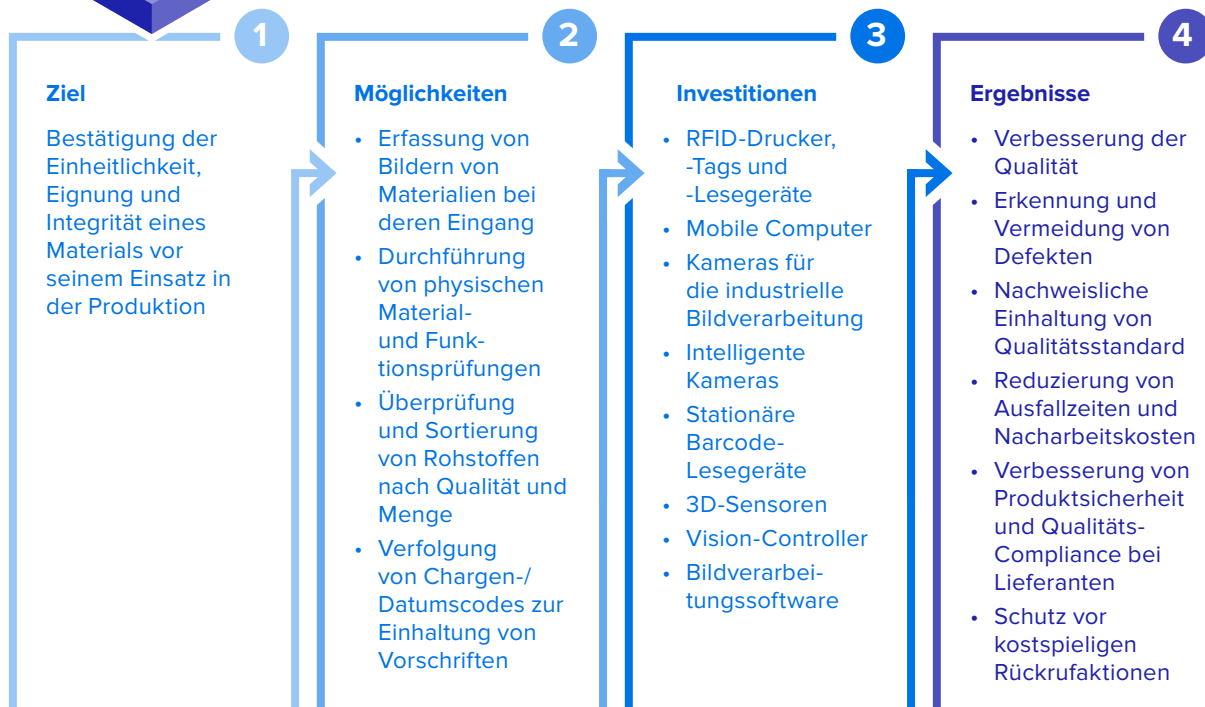 1
Ziel
Bestätigung der
Einheitlichkeit,
Eignung und
Integrität eines
Materials vor
seinem Einsatz in
der Produktion
2
Möglichkeiten
• Erfassung von
Bildern von
Materialien bei
deren Eingang
• Durchführung
von physischen
Material-
und Funk-
tionsprüfungen
• Überprüfung
und Sortierung
von Rohstoffen
nach Qualität und
Menge
• Verfolgung
von Chargen-/
Datumscodes zur
Einhaltung von
Vorschriften
3
Investitionen
• RFID-Drucker,
-Tags und
-Lesegeräte
• Mobile Computer
• Kameras für
die industrielle
Bildverarbeitung
• Intelligente
Kameras
• Stationäre
Barcode-
Lesegeräte
• 3D-Sensoren
• Vision-Controller
• Bildverarbei-
tungssoftware
4
Ergebnisse
• Verbesserung der
Qualität
• Erkennung und
Vermeidung von
Defekten
• Nachweisliche
Einhaltung von
Qualitätsstandard
• Reduzierung von
Ausfallzeiten und
Nacharbeitskosten
• Verbesserung von
Produktsicherheit
und Qualitäts-
Compliance bei
Lieferanten
• Schutz vor
kostspieligen
Rückrufaktionen